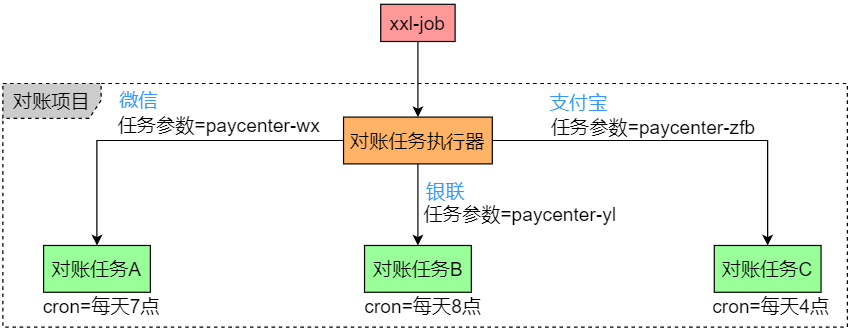 xxl-job
对账项目
微信
任务参数=paycenter-wx
对账任务执行器
支付宝
任务参数=paycenter-zfb
银联
任务参数=paycenter-yl
对账任务A
对账任务B
对账任务C
cron=每天7点
cron=每天8点
cron=每天4点